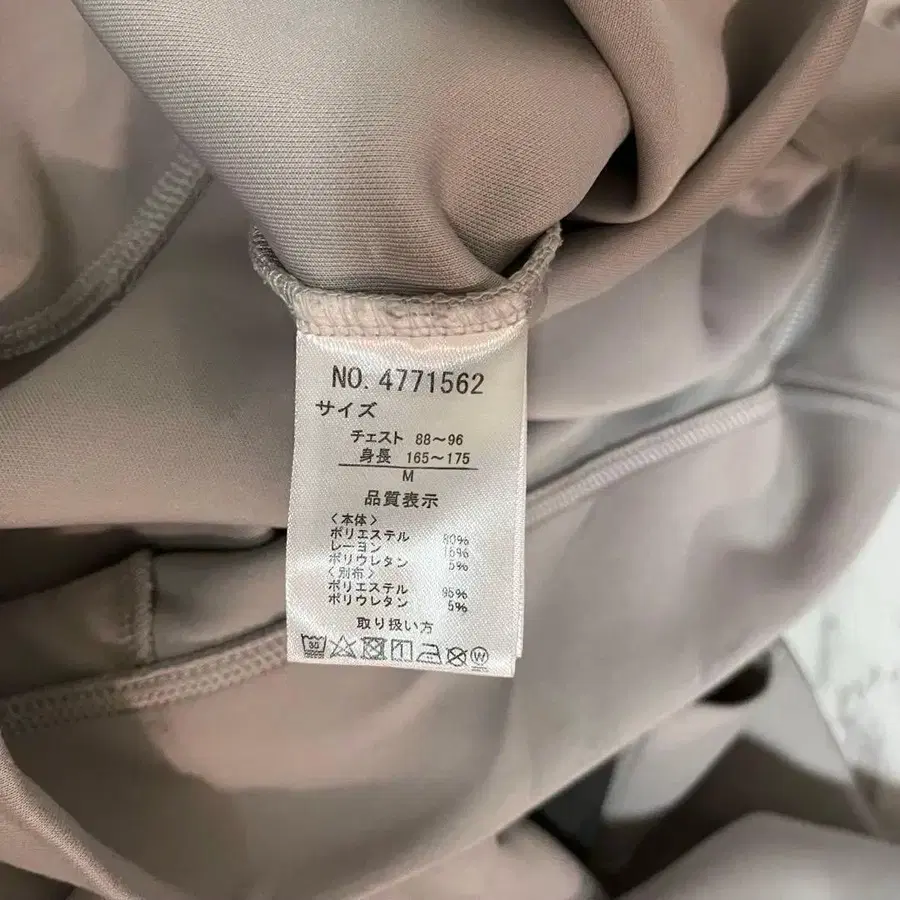 NO. 4771562
サイズ
チェスト 88～96
身長 165～175
M
品質表示
〈本体〉
ポリエステル 80%
レーヨン 15%
ポリウレタン 5%
〈別布〉
ポリエステル 95%
ポリウレタン 5%
取り扱い方
30 W